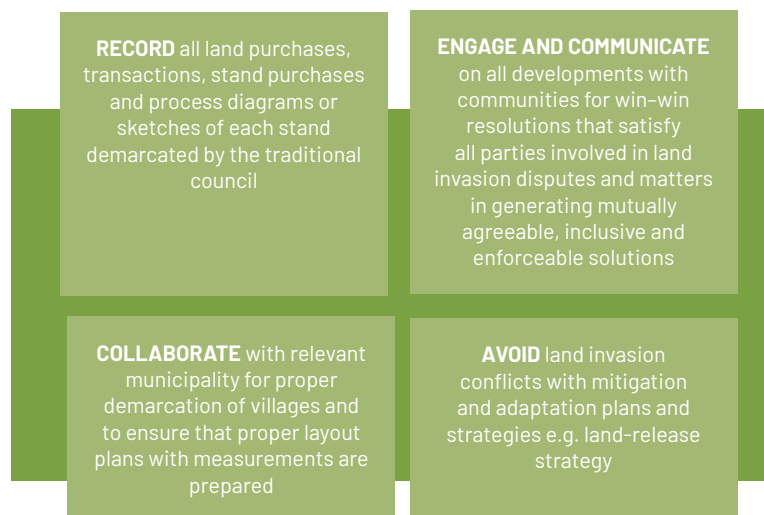 RECORD all land purchases,
transactions, stand purchases
and process diagrams or
sketches of each stand
demarcated by the traditional
council
ENGAGE AND COMMUNICATE
on all developments with
communities for win–win
resolutions that satisfy
all parties involved in land
invasion disputes and matters
in generating mutually
agreeable, inclusive and
enforceable solutions
COLLABORATE with relevant
municipality for proper
demarcation of villages and
to ensure that proper layout
plans with measurements are
prepared
AVOID land invasion
conflicts with mitigation
and adaptation plans and
strategies e.g. land-release
strategy